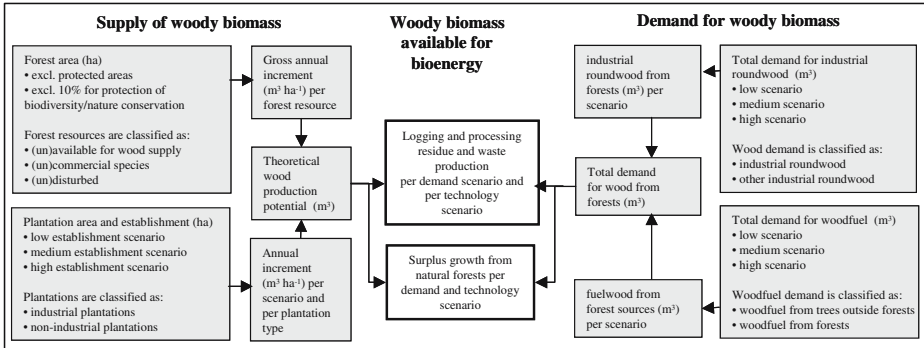 Supply of woody biomass
Woody biomass
available for
bioenergy
Demand for woody biomass
Forest area (ha)
• excl. protected areas
• excl. 10% for protection of
biodiversity/nature conservation
Forest resources are classified as:
• (un)available for wood supply
• (un)commercial species
• (un)disturbed
Plantation area and establishment (ha)
• low establishment scenario
• medium establishment scenario
• high establishment scenario
Plantations are classified as:
• industrial plantations
• non-industrial plantations
Gross annual
increment
(m³ ha⁻¹) per
forest resource
Theoretical
wood
production
potential (m³)
Annual
increment
(m³ ha⁻¹) per
scenario and
per plantation
type
Logging and processing
residue and waste
production
per demand scenario and
per technology
scenario
Surplus growth from
natural forests per
demand and technology
scenario
industrial
roundwood from
forests (m³) per
scenario
Total demand
for wood from
forests (m³)
fuelwood from
forest sources (m³)
per scenario
Total demand for industrial
roundwood (m³)
• low scenario
• medium scenario
• high scenario
Wood demand is classified as:
• industrial roundwood
• other industrial roundwood
Total demand for woodfuel (m³)
• low scenario
• medium scenario
• high scenario
Woodfuel demand is classified as:
• woodfuel from trees outside forests
• woodfuel from forests